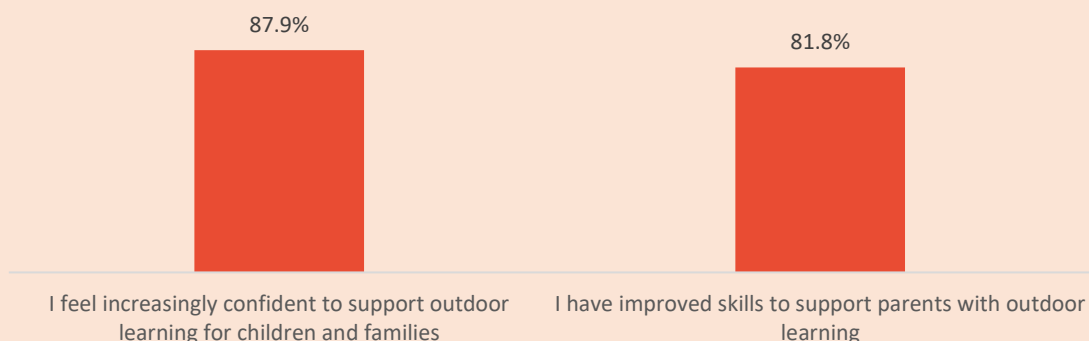 87.9%
81.8%
I feel increasingly confident to support outdoor
learning for children and families
I have improved skills to support parents with outdoor
learning